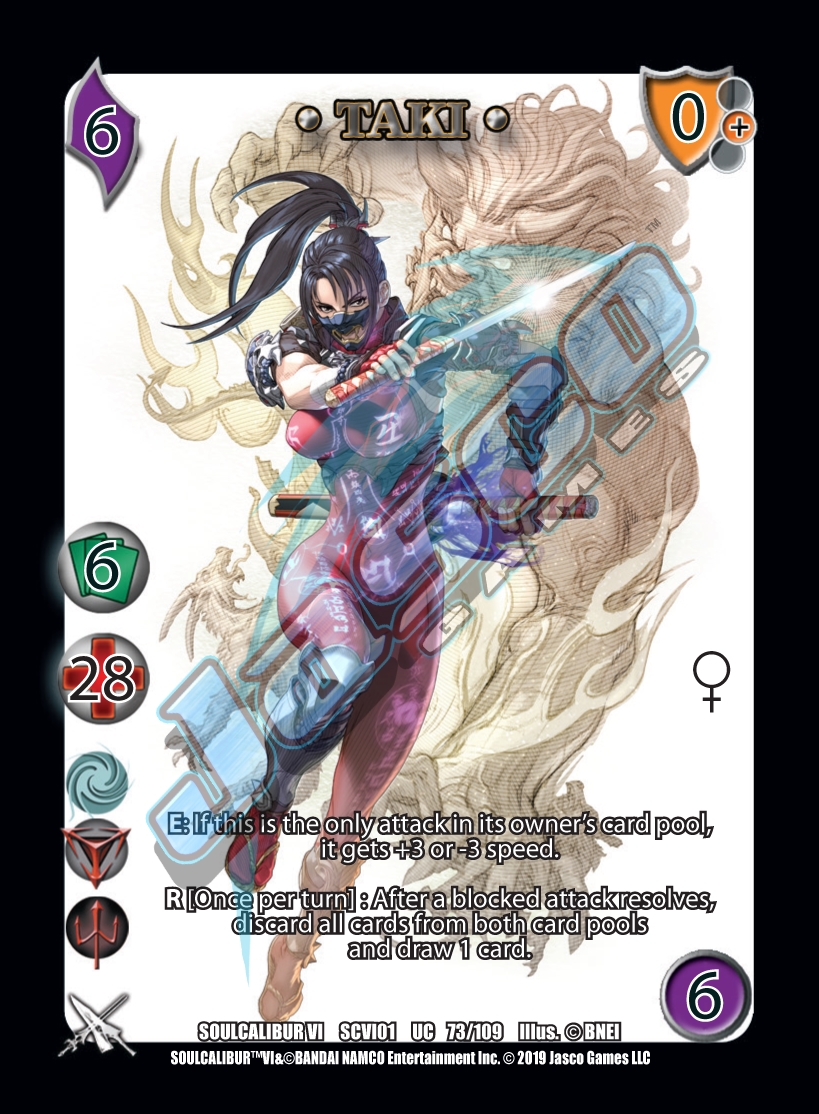 6
TAKI
0 +
TM
6
28
♀
E: If this is the only attack in its owner's card pool,
it gets +3 or -3 speed.
R [Once per turn] : After a blocked attack resolves,
discard all cards from both card pools
and draw 1 card.
6
SOULCALIBUR VI SCVI01 UC 73/109 Illus. © BNEI
SOULCALIBUR™VI&©BANDAI NAMCO Entertainment Inc. © 2019 Jasco Games LLC
JASCO
GAMES